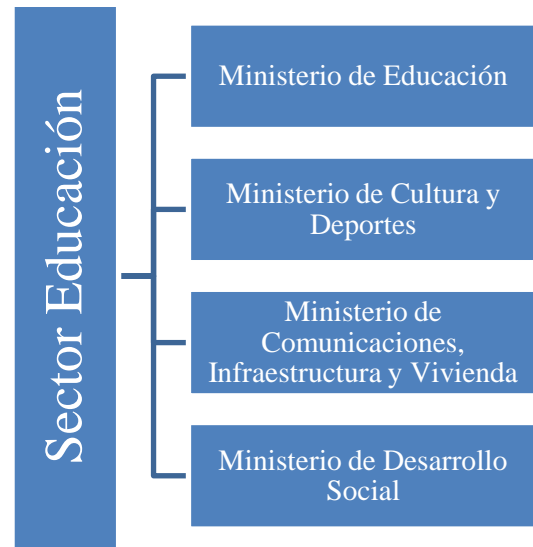 Sector Educación
Ministerio de Educación
Ministerio de Cultura y
Deportes
Ministerio de
Comunicaciones,
Infraestructura y Vivienda
Ministerio de Desarrollo
Social